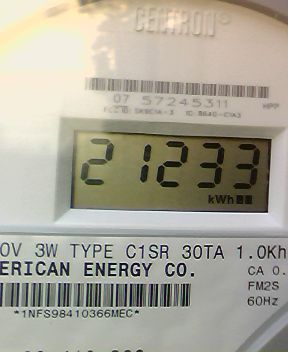 CENTRON®
07 57245311
HPP
21233
kWh
0V 3W TYPE C1SR 30TA 1.0Kh
ERICAN ENERGY CO.
CA 0.
FM2S
60Hz
*1NFS98410366MEC*